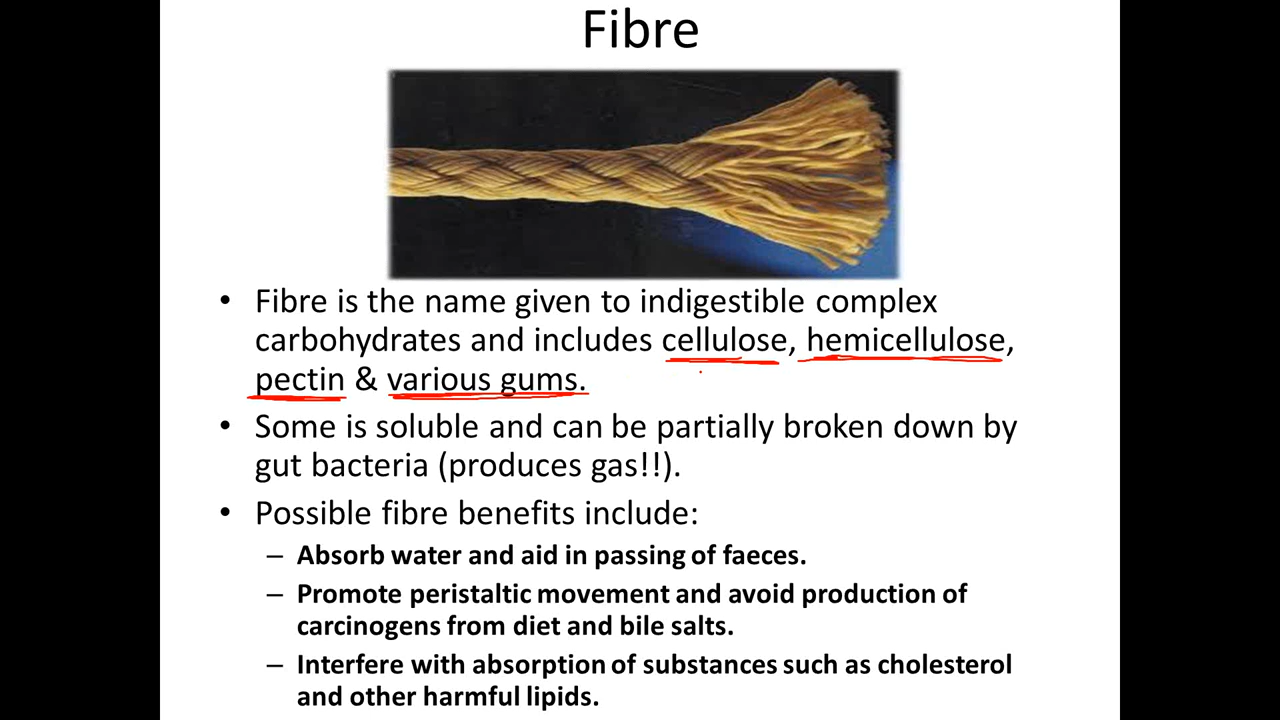 Fibre
• Fibre is the name given to indigestible complex
carbohydrates and includes cellulose, hemicellulose,
pectin & various gums.
• Some is soluble and can be partially broken down by
gut bacteria (produces gas!!).
• Possible fibre benefits include:
– Absorb water and aid in passing of faeces.
– Promote peristaltic movement and avoid production of
carcinogens from diet and bile salts.
– Interfere with absorption of substances such as cholesterol
and other harmful lipids.